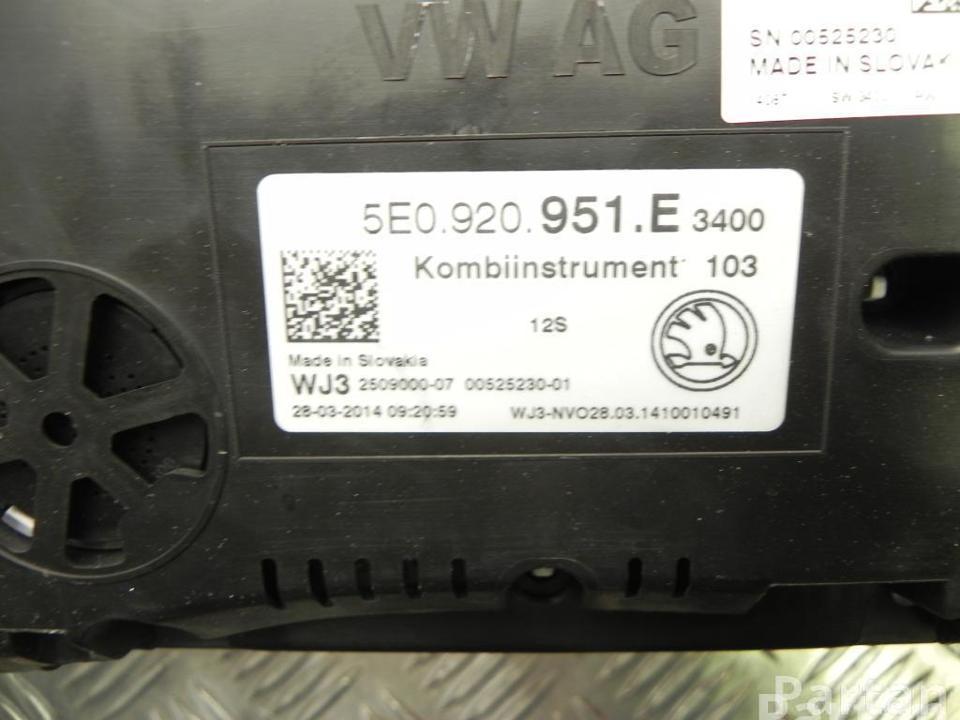 VW AG
SN 00525230
MADE IN SLOVAK
5E0.920.951.E 3400
Kombiinstrument 103
12S
Made in Slovakia
WJ3 2509000-07 00525230-01
28-03-2014 09:20:59 WJ3-NVO28.03.1410010491
Partan